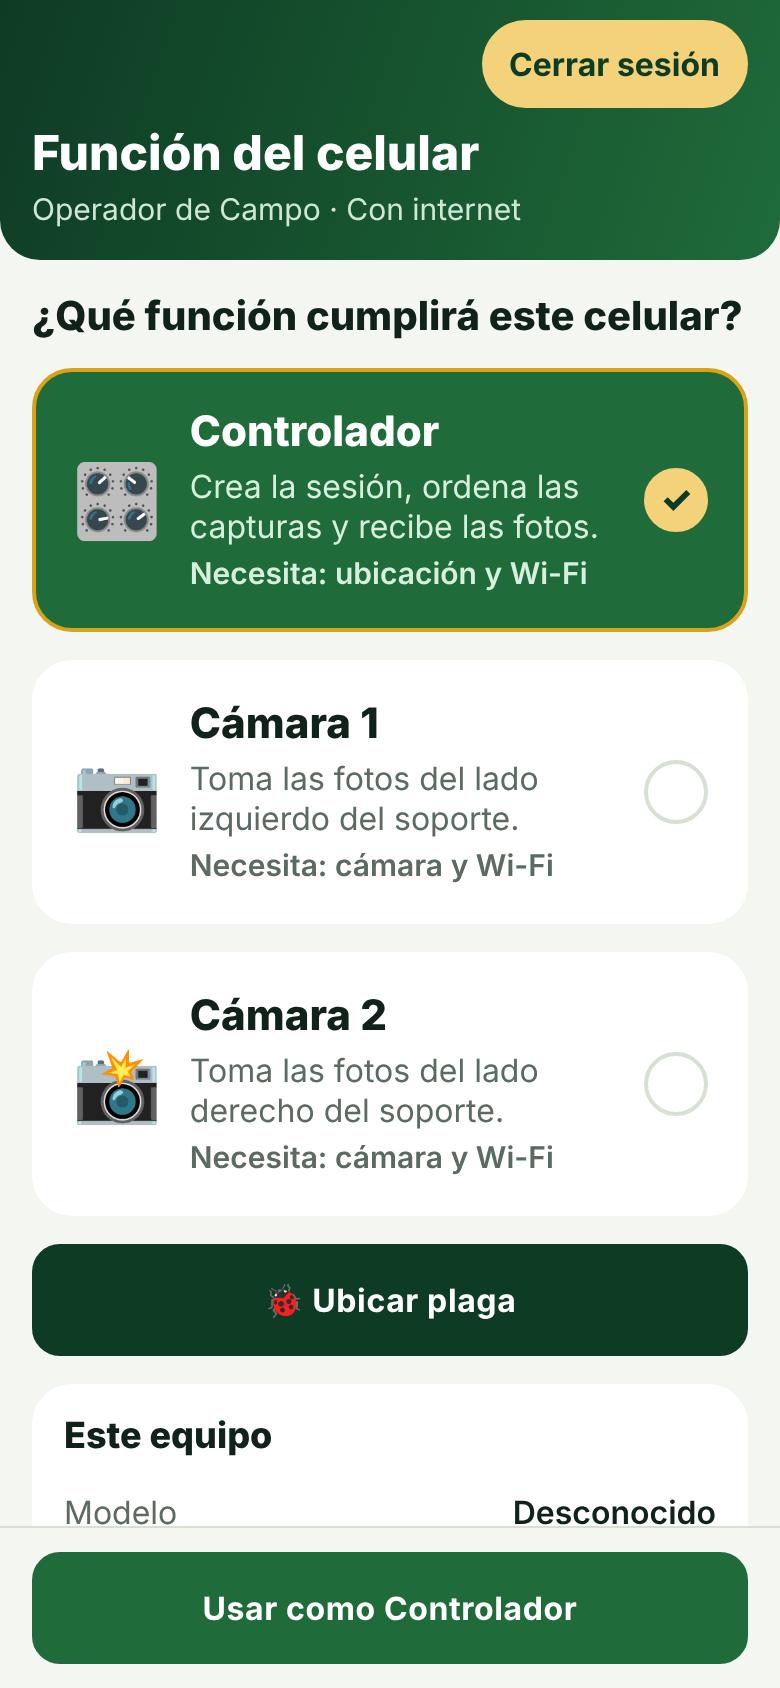 Cerrar sesión
Función del celular
Operador de Campo · Con internet
¿Qué función cumplirá este celular?
Controlador
Crea la sesión, ordena las
capturas y recibe las fotos.
Necesita: ubicación y Wi-Fi
Cámara 1
Toma las fotos del lado
izquierdo del soporte.
Necesita: cámara y Wi-Fi
Cámara 2
Toma las fotos del lado
derecho del soporte.
Necesita: cámara y Wi-Fi
🐞 Ubicar plaga
Este equipo
Modelo Desconocido
Usar como Controlador